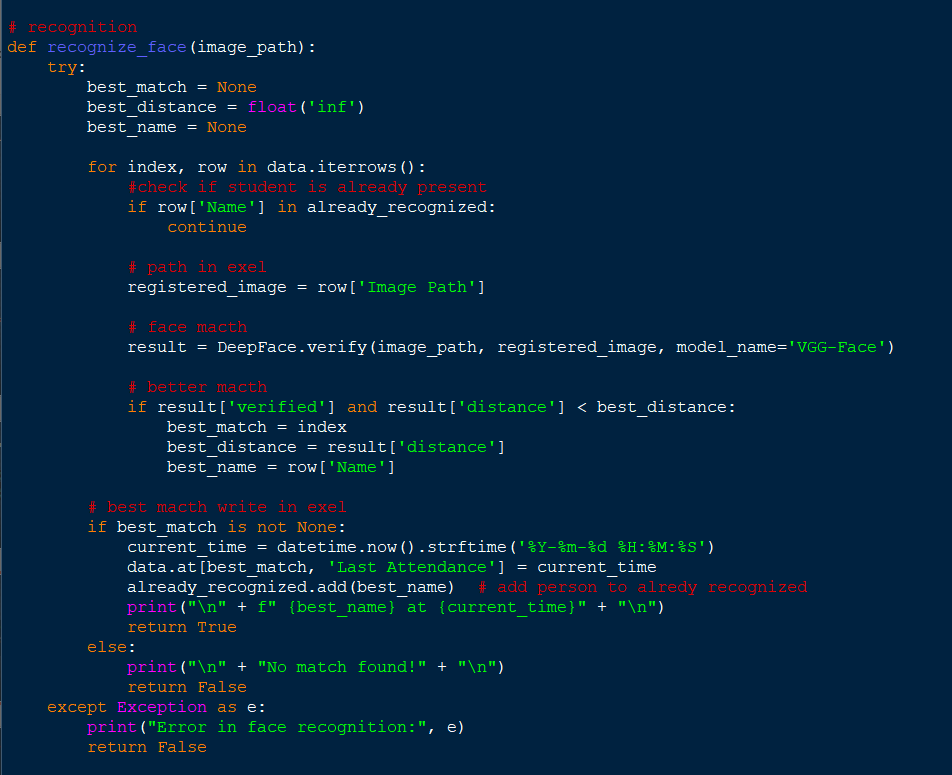 # recognition
def recognize_face(image_path):
    try:
        best_match = None
        best_distance = float('inf')
        best_name = None

        for index, row in data.iterrows():
            #check if student is already present
            if row['Name'] in already_recognized:
                continue

            # path in exel
            registered_image = row['Image Path']

            # face macth
            result = DeepFace.verify(image_path, registered_image, model_name='VGG-Face')

            # better macth
            if result['verified'] and result['distance'] < best_distance:
                best_match = index
                best_distance = result['distance']
                best_name = row['Name']

        # best macth write in exel
        if best_match is not None:
            current_time = datetime.now().strftime('%Y-%m-%d %H:%M:%S')
            data.at[best_match, 'Last Attendance'] = current_time
            already_recognized.add(best_name)  # add person to alredy recognized
            print("\n" + f" {best_name} at {current_time}" + "\n")
            return True
        else:
            print("\n" + "No match found!" + "\n")
            return False
    except Exception as e:
        print("Error in face recognition:", e)
        return False